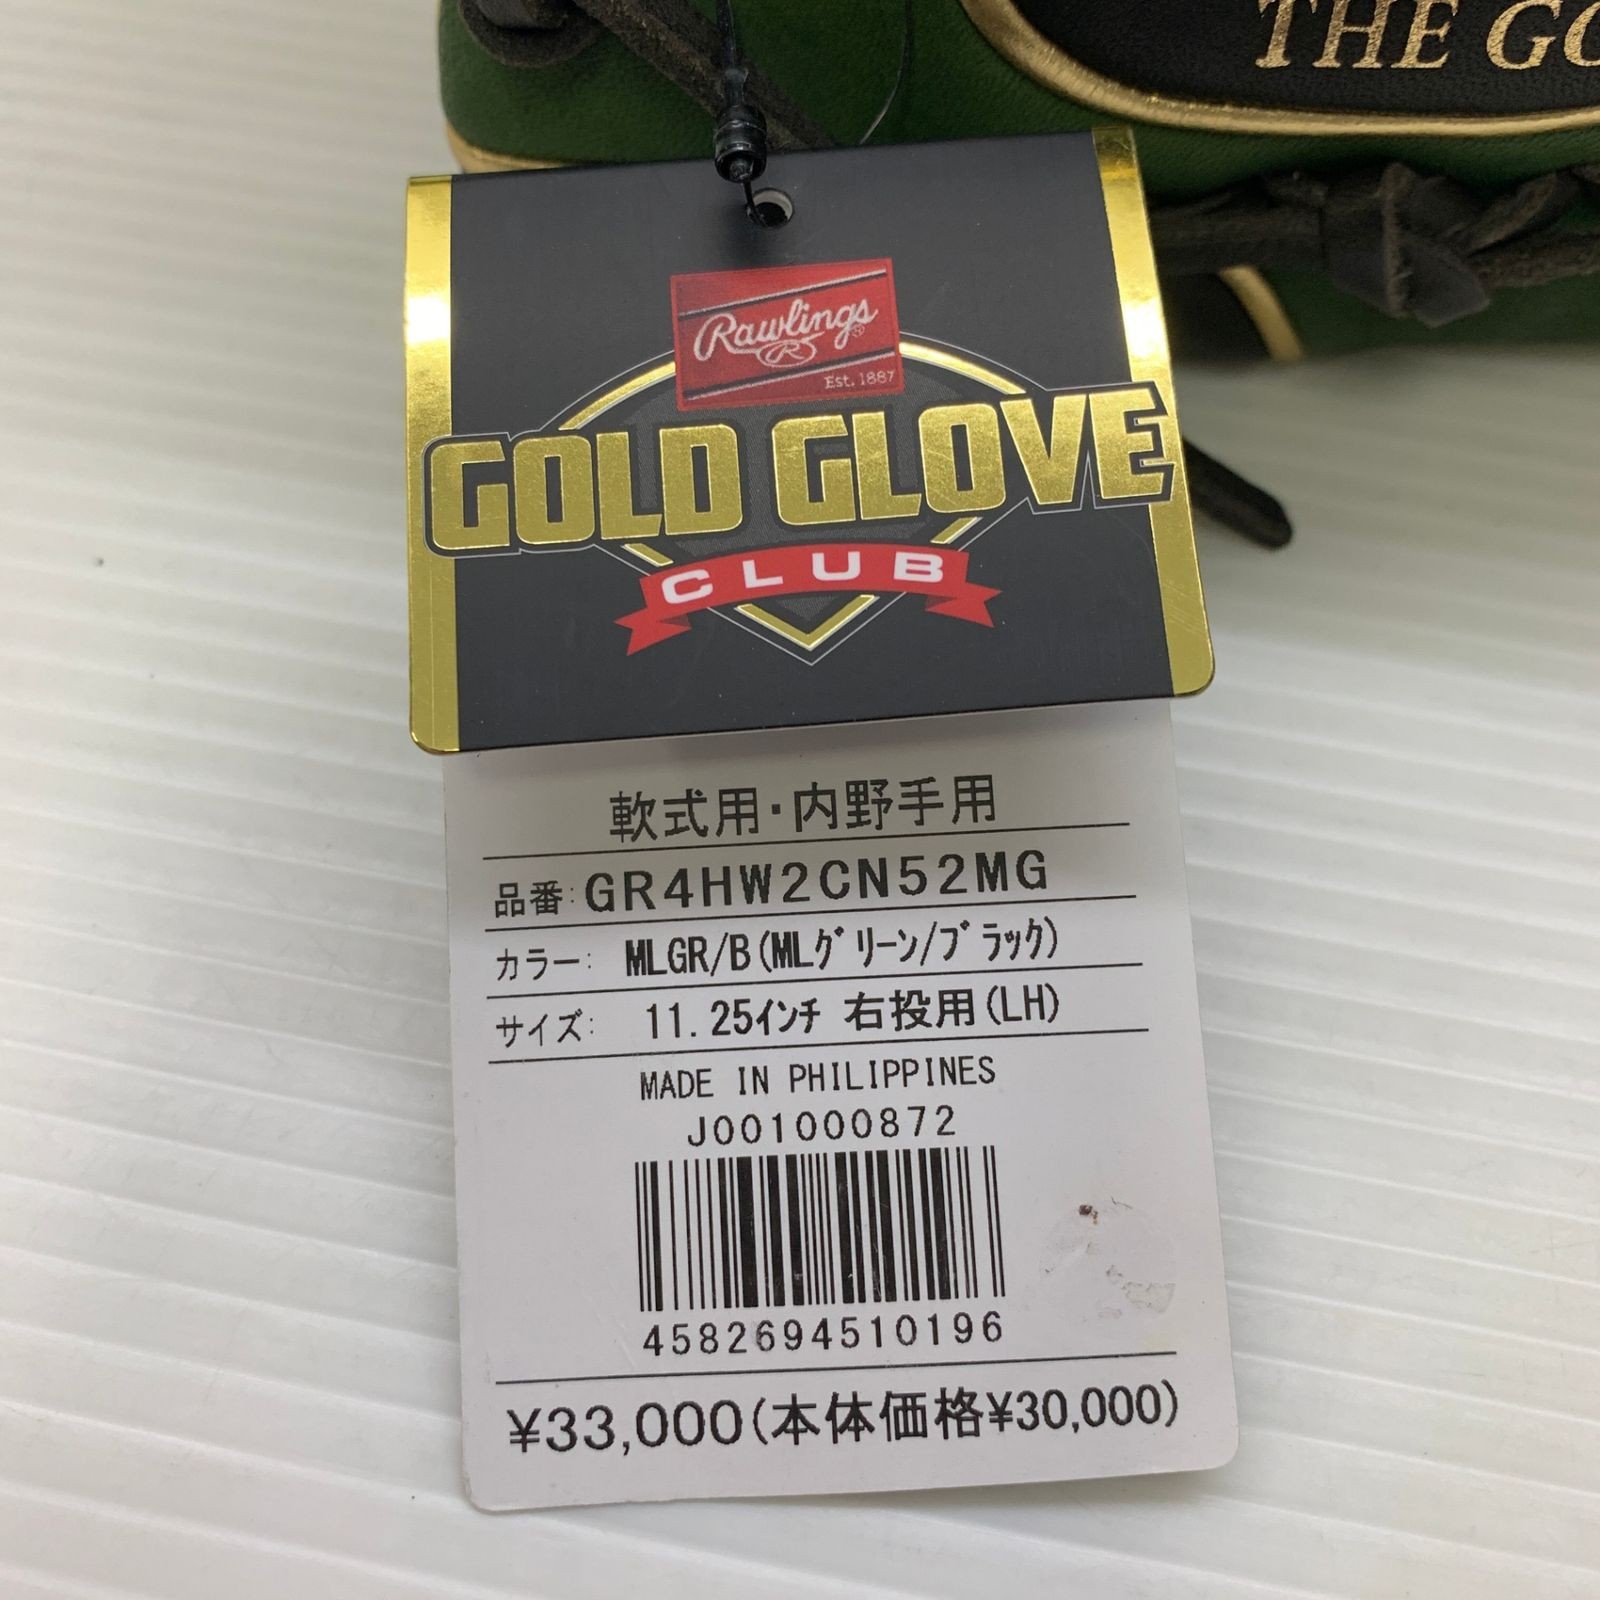 THE GO
Rawlings
R
Est. 1887
GOLD GLOVE
CLUB
軟式用・内野手用
品番:GR4HW2CN52MG
カラー: MLGR/B(MLｸﾞﾘｰﾝ/ﾌﾞﾗｯｸ)
サイズ: 11.25ｲﾝﾁ 右投用(LH)
MADE IN PHILIPPINES
J001000872
4582694510196
¥33,000(本体価格¥30,000)